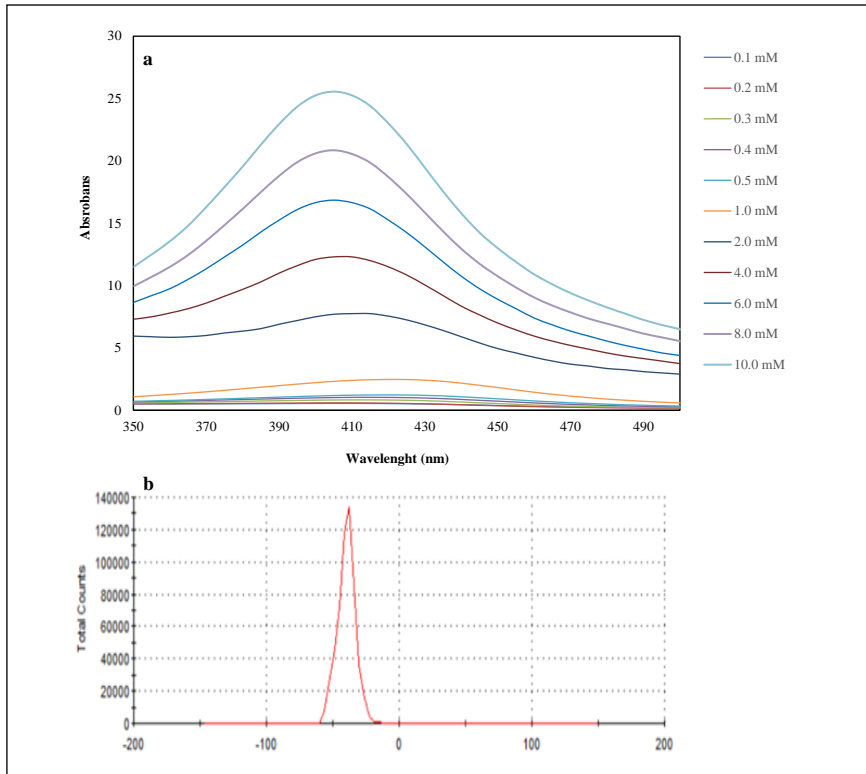 a
30
25
20
15
10
5
0
Absrobans
350 370 390 410 430 450 470 490
Wavelenght (nm)
0.1 mM
0.2 mM
0.3 mM
0.4 mM
0.5 mM
1.0 mM
2.0 mM
4.0 mM
6.0 mM
8.0 mM
10.0 mM
b
140000
120000
100000
80000
60000
40000
20000
0
Total Counts
-200 -100 0 100 200